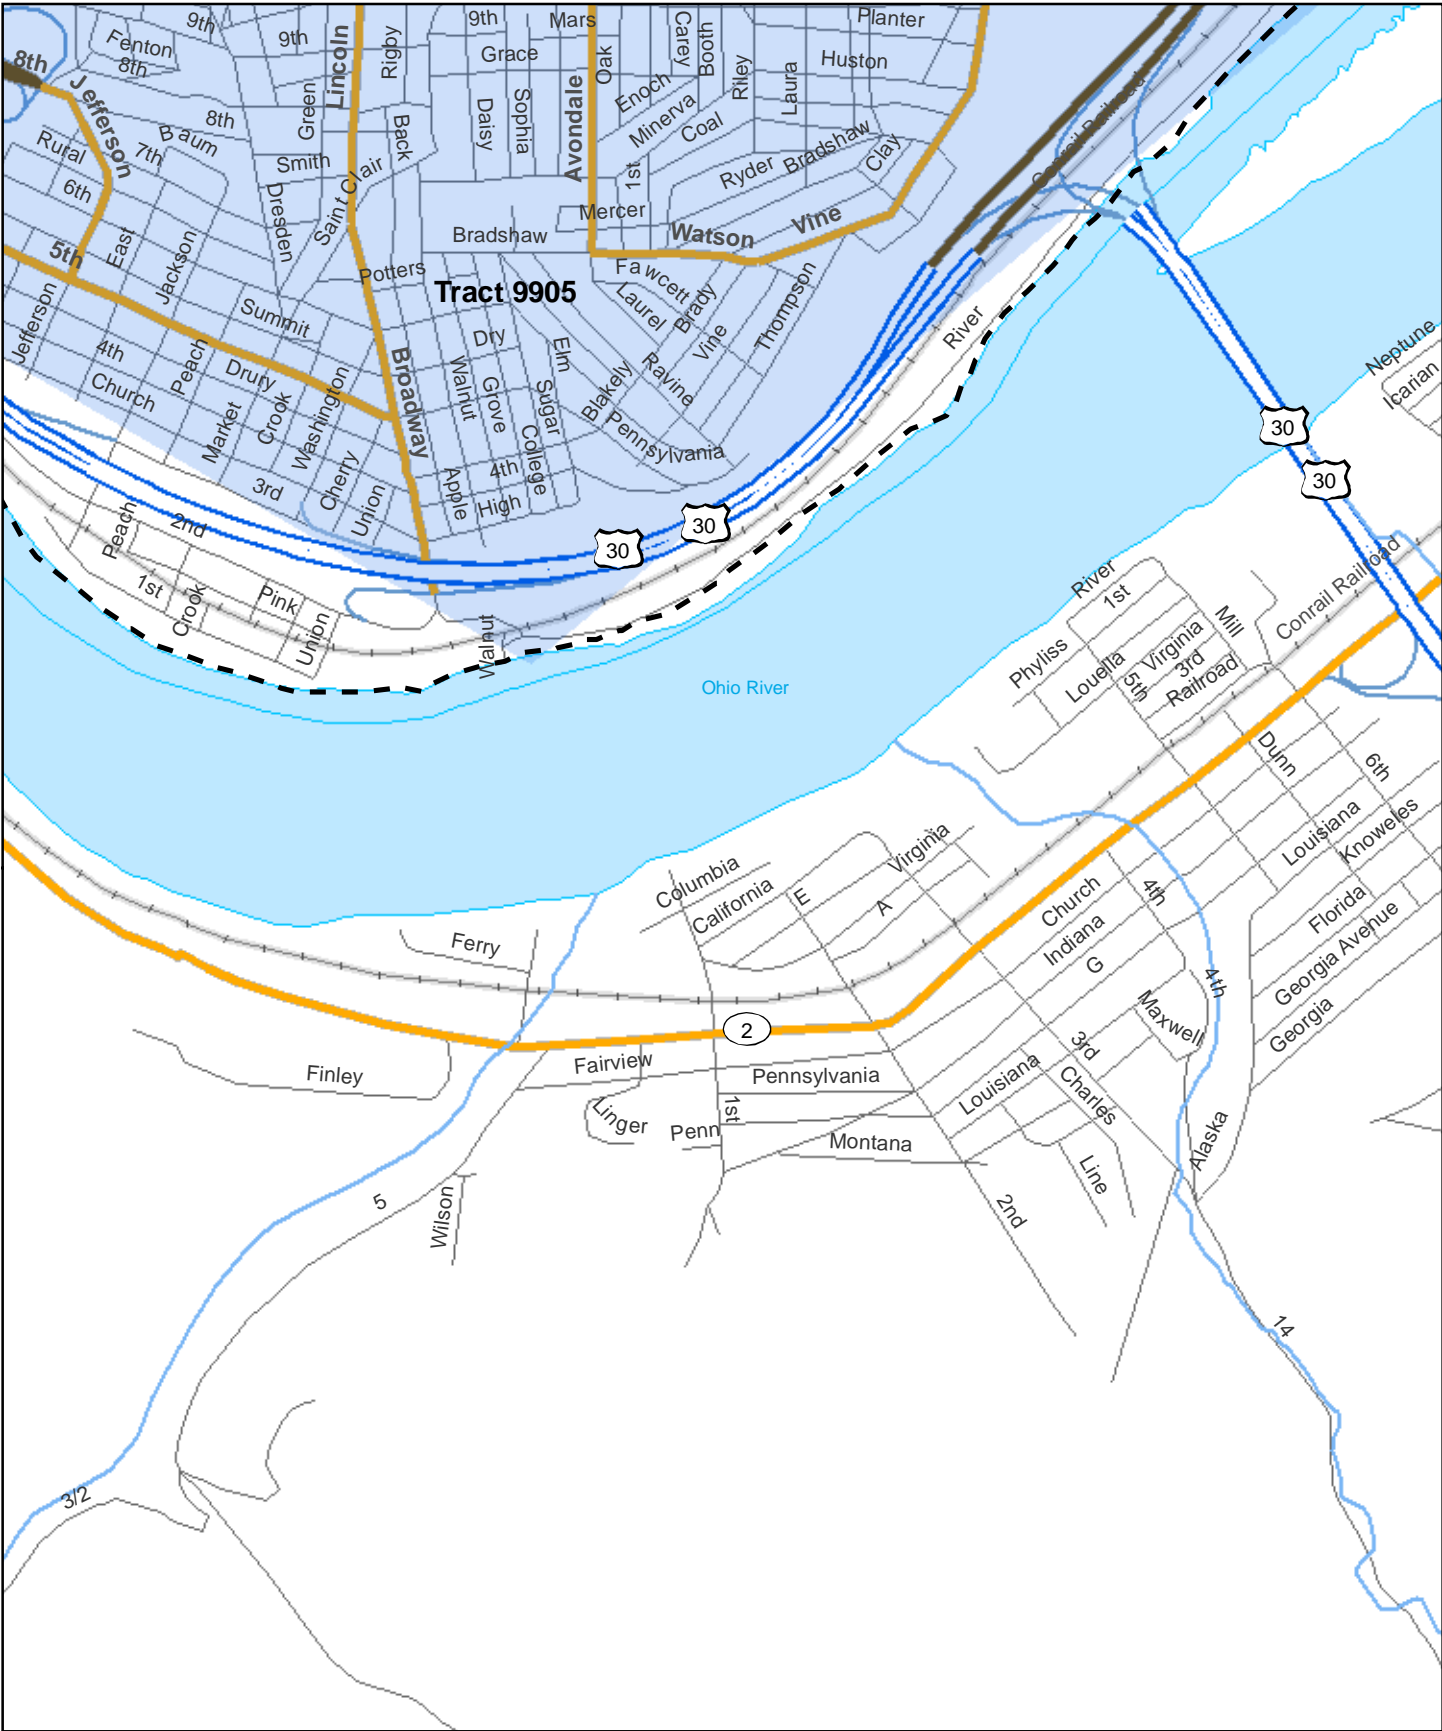 9th
9th
Lincoln
Rigby
9th
Mars
Carey
Booth
Planter
Fenton
8th
8th
Grace
Oak
Riley
Laura
Huston
Jefferson
Green
8th
Back
Daisy
Sophia
Avondale
Enoch
Minerva
Coal
Conrail Railroad
Rural
7th
Baum
Smith
Saint Clair
1st
Ryder
Bradshaw
Clay
6th
Dresden
Mercer
5th
East
Jackson
Bradshaw
Watson
Vine
Potters
Tract 9905
Fawcett
Laurel
Brady
Vine
Thompson
Jefferson
Summit
4th
Peach
Drury
Broadway
Dry
Elm
Ravine
River
Neptune
Icarian
Church
Market
Crook
Washington
Walnut
Grove
Sugar
Blakely
Pennsylvania
30
3rd
Cherry
Union
Apple
4th
High
College
30
Peach
2nd
30
30
1st
Crook
Pink
Union
Walnut
River
1st
Mill
Conrail Railroad
Phyliss
Louella
Virginia
3rd
5th
Railroad
Ohio River
Dunn
6th
Louisiana
Knoweles
Columbia
California
E
A
Virginia
Church
4th
Florida
Georgia Avenue
Georgia
Ferry
Indiana
G
4th
Maxwell
2
Finley
Fairview
Pennsylvania
3rd
Louisiana
Charles
Linger
1st
Penn
Montana
Line
Alaska
5
Wilson
2nd
14
3/2